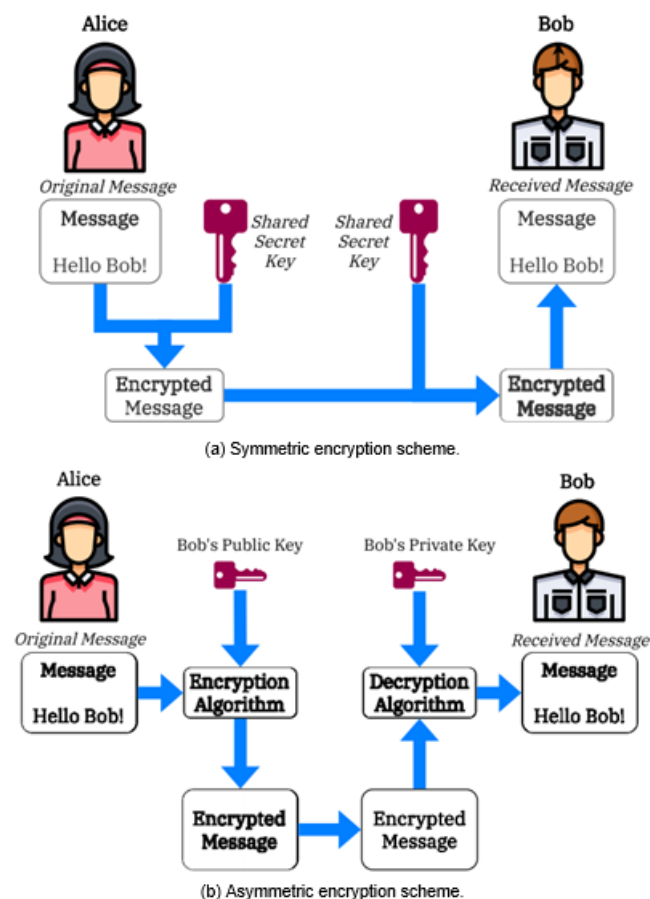 Alice
Bob
Original Message
Received Message
Message
Hello Bob!
Shared
Secret
Key
Shared
Secret
Key
Message
Hello Bob!
Encrypted
Message
Encrypted
Message
(a) Symmetric encryption scheme.
Alice
Bob
Bob's Public Key
Bob's Private Key
Original Message
Received Message
Message
Hello Bob!
Encryption
Algorithm
Decryption
Algorithm
Message
Hello Bob!
Encrypted
Message
Encrypted
Message
(b) Asymmetric encryption scheme.